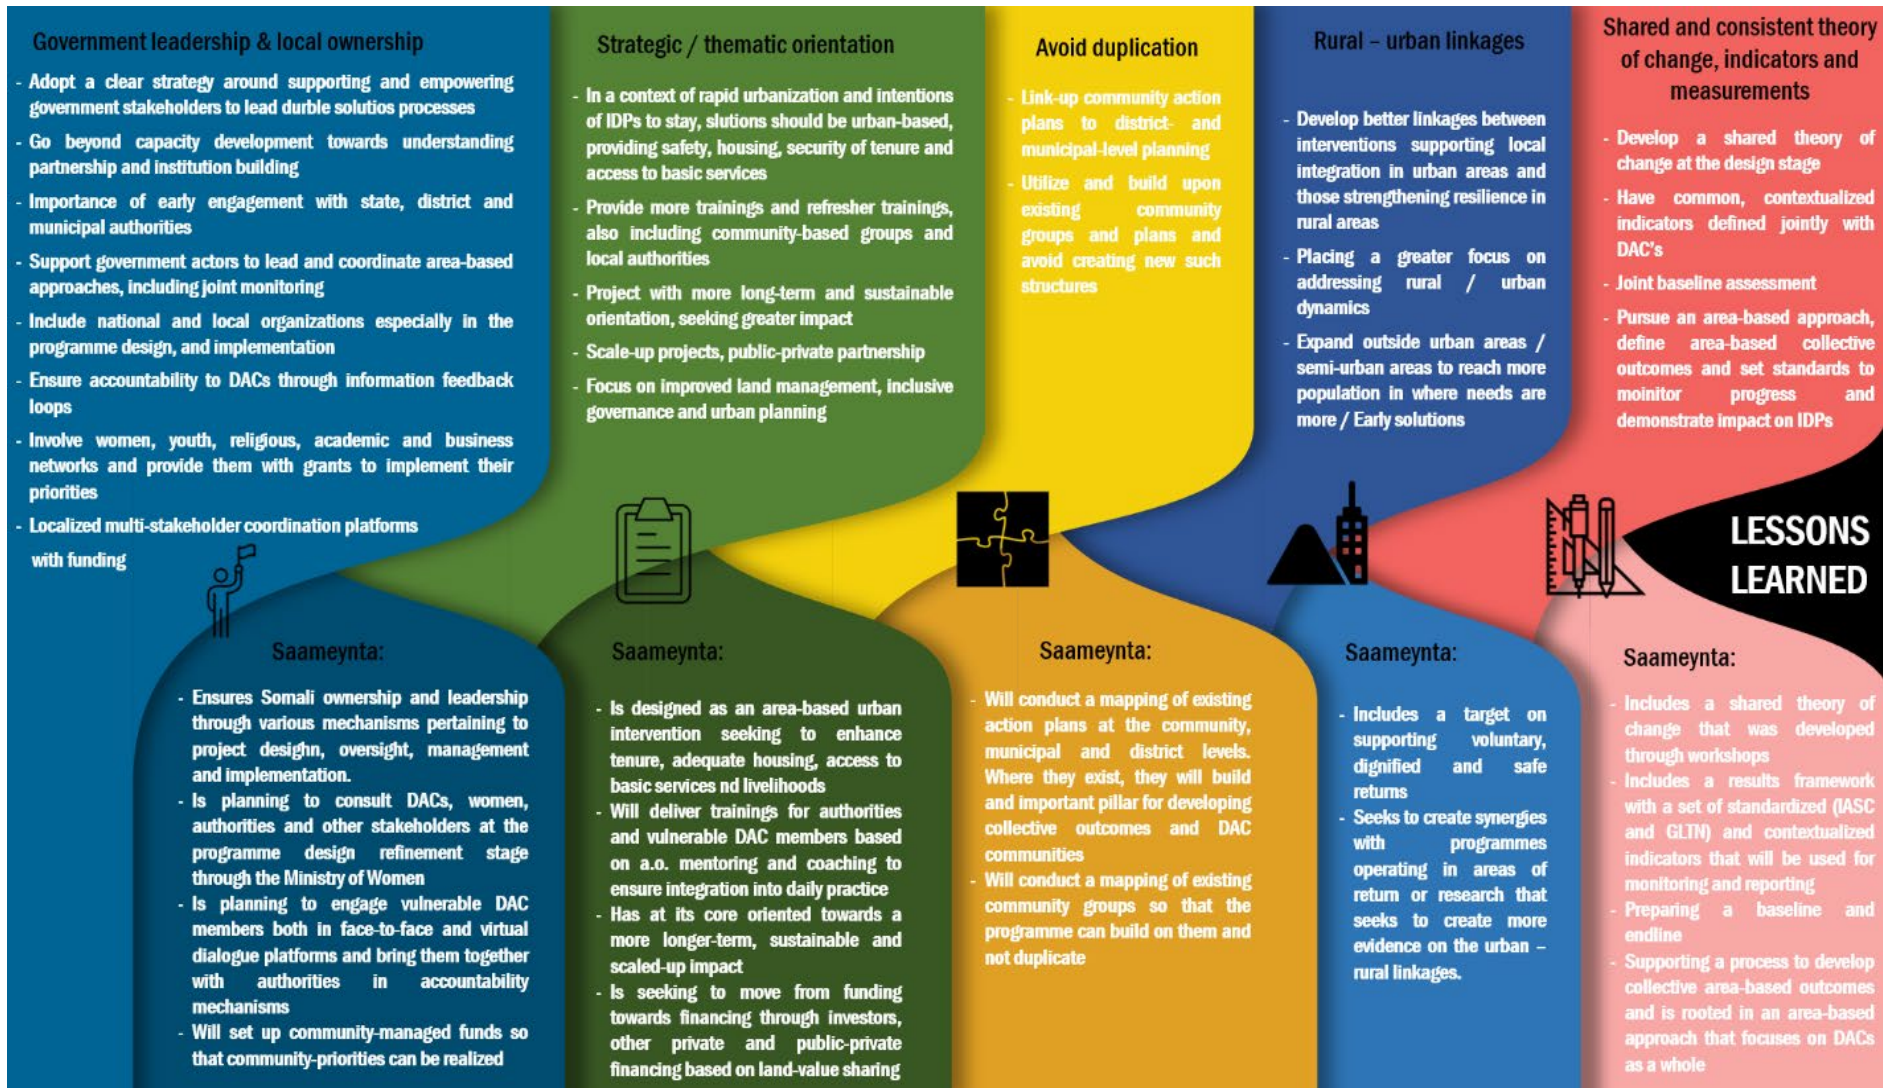 Government leadership & local ownership
- Adopt a clear strategy around supporting and empowering
government stakeholders to lead durble solutios processes
- Go beyond capacity development towards understanding
partnership and institution building
- Importance of early engagement with state, district and
municipal authorities
- Support government actors to lead and coordinate area-based
approaches, including joint monitoring
- Include national and local organizations especially in the
programme design, and implementation
- Ensure accountability to DACs through information feedback
loops
- Involve women, youth, religious, academic and business
networks and provide them with grants to implement their
priorities
- Localized multi-stakeholder coordination platforms
with funding
Strategic / thematic orientation
- In a context of rapid urbanization and intentions
of IDPs to stay, slutions should be urban-based,
providing safety, housing, security of tenure and
access to basic services
- Provide more trainings and refresher trainings,
also including community-based groups and
local authorities
- Project with more long-term and sustainable
orientation, seeking greater impact
- Scale-up projects, public-private partnership
- Focus on improved land management, inclusive
governance and urban planning
Avoid duplication
- Link-up community action
plans to district- and
municipal-level planning
- Utilize and build upon
existing community
groups and plans and
avoid creating new such
structures
Rural – urban linkages
- Develop better linkages between
interventions supporting local
integration in urban areas and
those strengthening resilience in
rural areas
- Placing a greater focus on
addressing rural / urban
dynamics
- Expand outside urban areas /
semi-urban areas to reach more
population in where needs are
more / Early solutions
Shared and consistent theory
of change, indicators and
measurements
- Develop a shared theory of
change at the design stage
- Have common, contextualized
indicators defined jointly with
DAC's
- Joint baseline assessment
- Pursue an area-based approach,
define area-based collective
outcomes and set standards to
moinitor progress and
demonstrate impact on IDPs
LESSONS
LEARNED
Saameynta:
- Ensures Somali ownership and leadership
through various mechanisms pertaining to
project desighn, oversight, management
and implementation.
- Is planning to consult DACs, women,
authorities and other stakeholders at the
programme design refinement stage
through the Ministry of Women
- Is planning to engage vulnerable DAC
members both in face-to-face and virtual
dialogue platforms and bring them together
with authorities in accountability
mechanisms
- Will set up community-managed funds so
that community-priorities can be realized
Saameynta:
- Is designed as an area-based urban
intervention seeking to enhance
tenure, adequate housing, access to
basic services nd livelihoods
- Will deliver trainings for authorities
and vulnerable DAC members based
on a.o. mentoring and coaching to
ensure integration into daily practice
- Has at its core oriented towards a
more longer-term, sustainable and
scaled-up impact
- Is seeking to move from funding
towards financing through investors,
other private and public-private
financing based on land-value sharing
Saameynta:
- Will conduct a mapping of existing
action plans at the community,
municipal and district levels.
Where they exist, they will build
and important pillar for developing
collective outcomes and DAC
communities
- Will conduct a mapping of existing
community groups so that the
programme can build on them and
not duplicate
Saameynta:
- Includes a target on
supporting voluntary,
dignified and safe
returns
- Seeks to create synergies
with programmes
operating in areas of
return or research that
seeks to create more
evidence on the urban –
rural linkages.
Saameynta:
- Includes a shared theory of
change that was developed
through workshops
- Includes a results framework
with a set of standardized (IASC
and GLTN) and contextualized
indicators that will be used for
monitoring and reporting
- Preparing a baseline and
endline
- Supporting a process to develop
collective area-based outcomes
and is rooted in an area-based
approach that focuses on DACs
as a whole